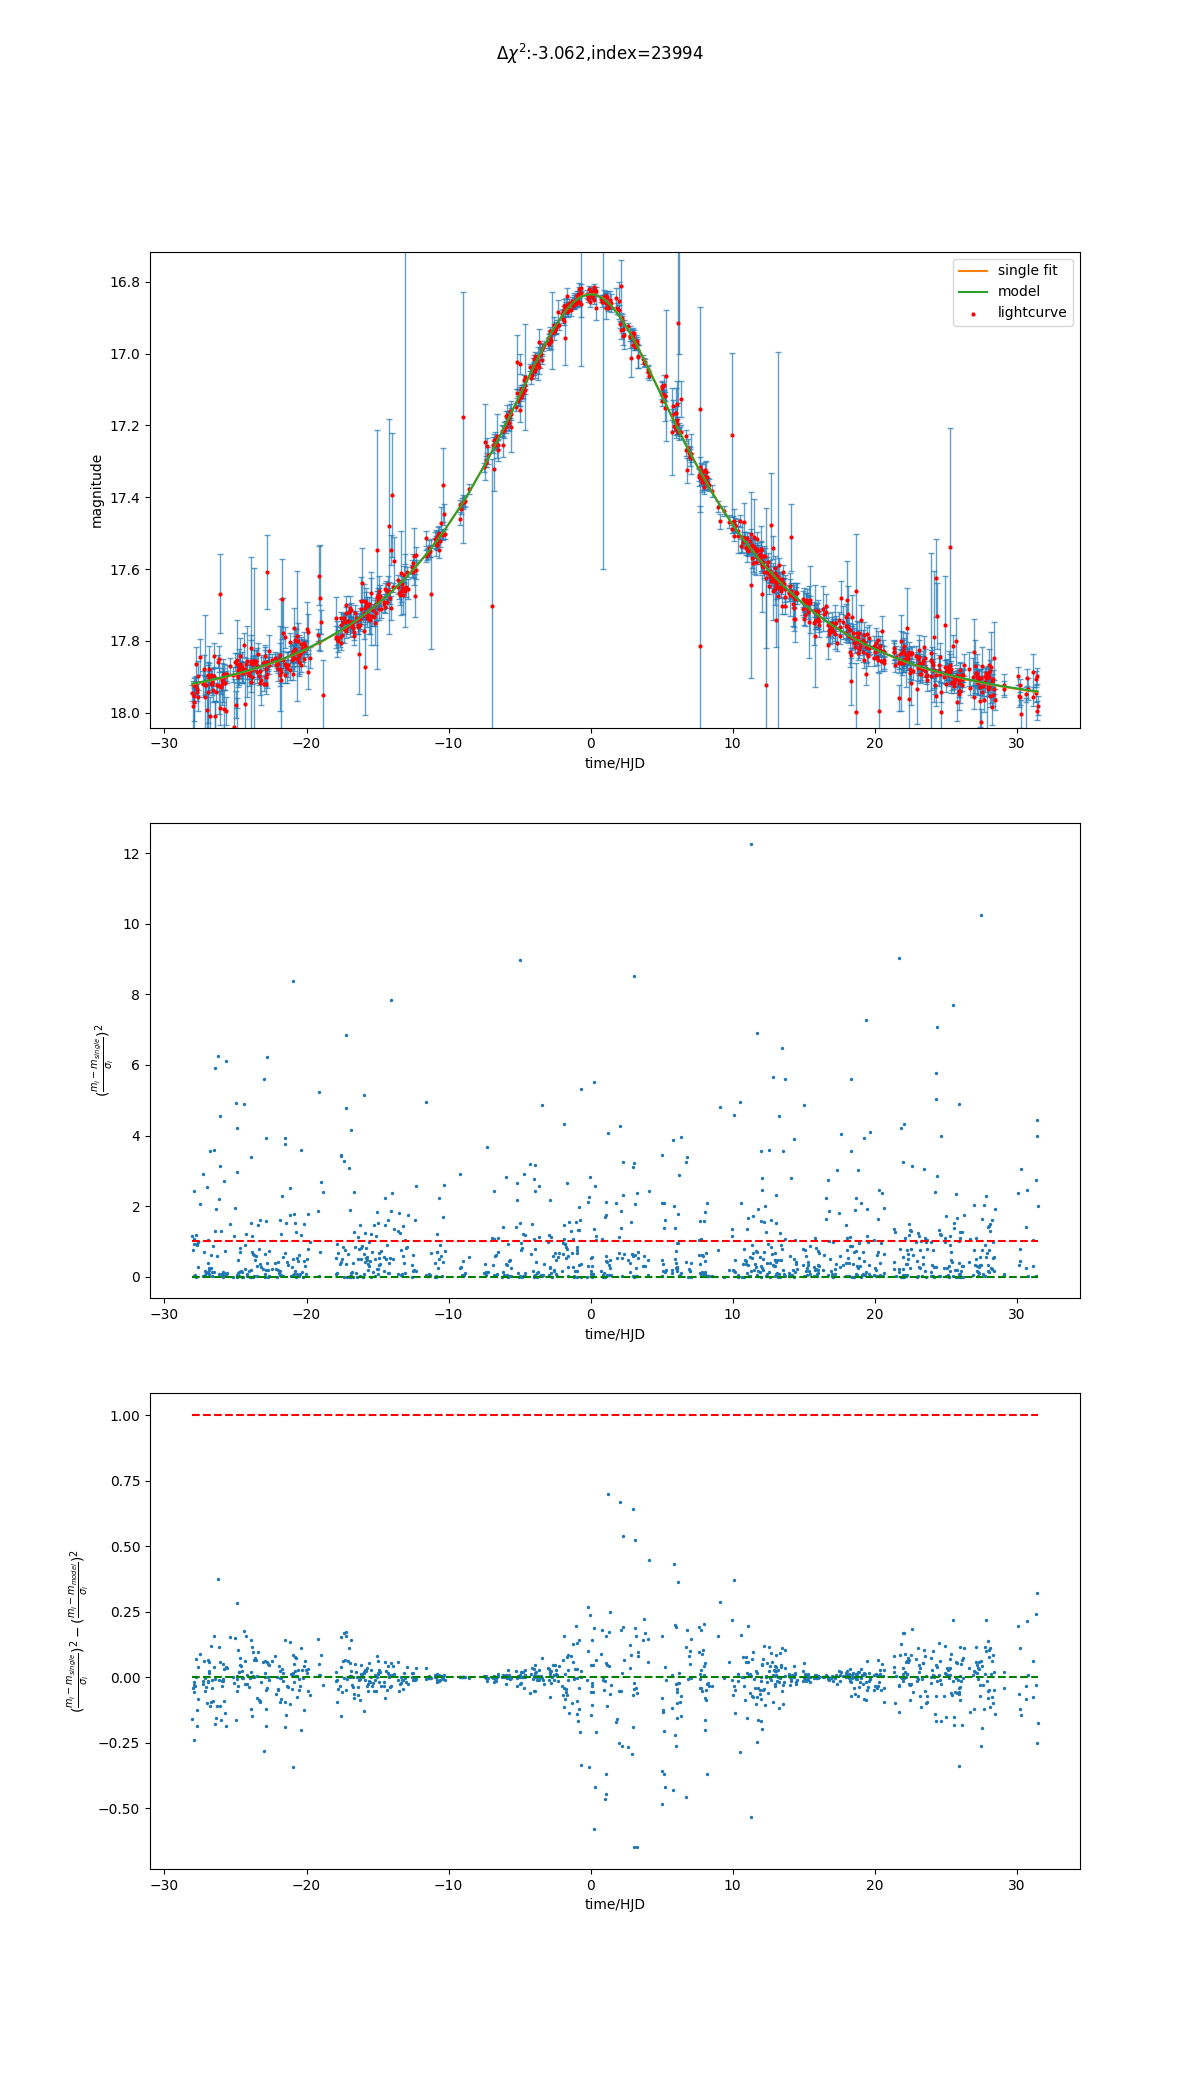 Δχ²:-3.062,index=23994
single fit
model
lightcurve
magnitude
16.8
17.0
17.2
17.4
17.6
17.8
18.0
−30 −20 −10 0 10 20 30
time/HJD
(m_i − m_single / σ_i)²
12
10
8
6
4
2
0
−30 −20 −10 0 10 20 30
time/HJD
(m_i − m_single / σ_i)² − (m_i − m_model / σ_i)²
1.00
0.75
0.50
0.25
0.00
−0.25
−0.50
−30 −20 −10 0 10 20 30
time/HJD